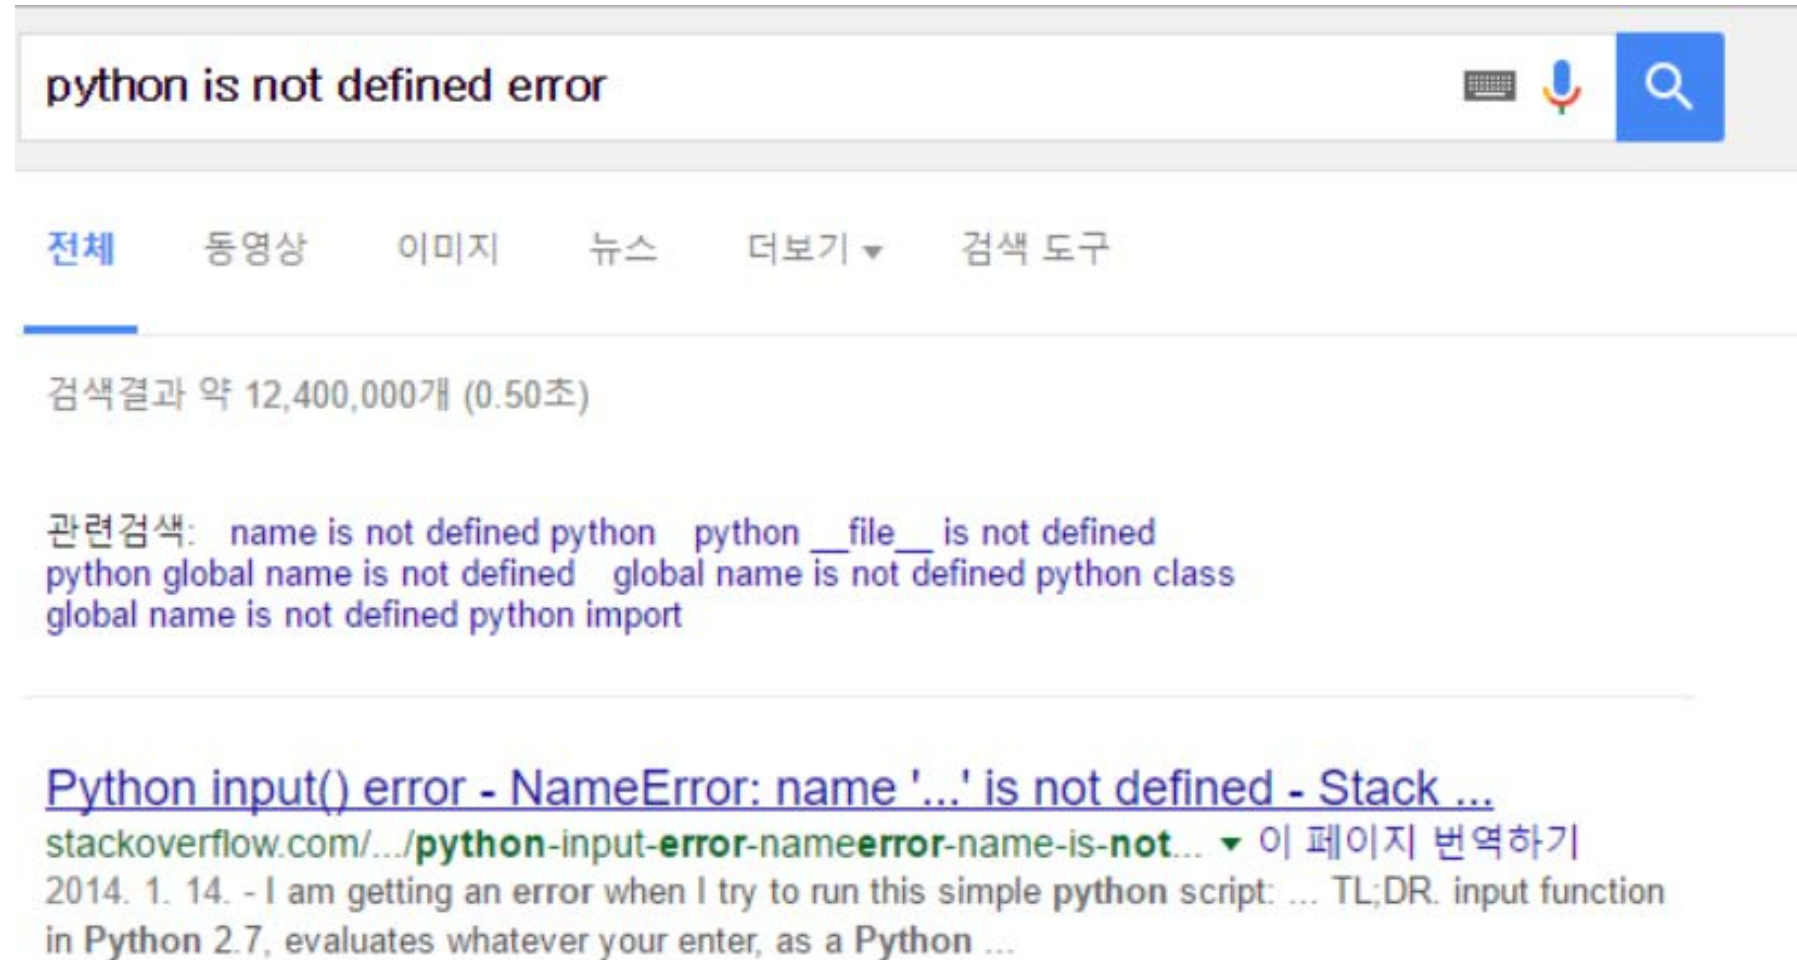 python is not defined error
전체 동영상 이미지 뉴스 더보기 검색 도구
검색결과 약 12,400,000개 (0.50초)
관련검색: name is not defined python python __file__ is not defined
python global name is not defined global name is not defined python class
global name is not defined python import
Python input() error - NameError: name '...' is not defined - Stack ...
stackoverflow.com/.../python-input-error-nameerror-name-is-not... 이 페이지 번역하기
2014. 1. 14. - I am getting an error when I try to run this simple python script: ... TL;DR. input function
in Python 2.7, evaluates whatever your enter, as a Python ...